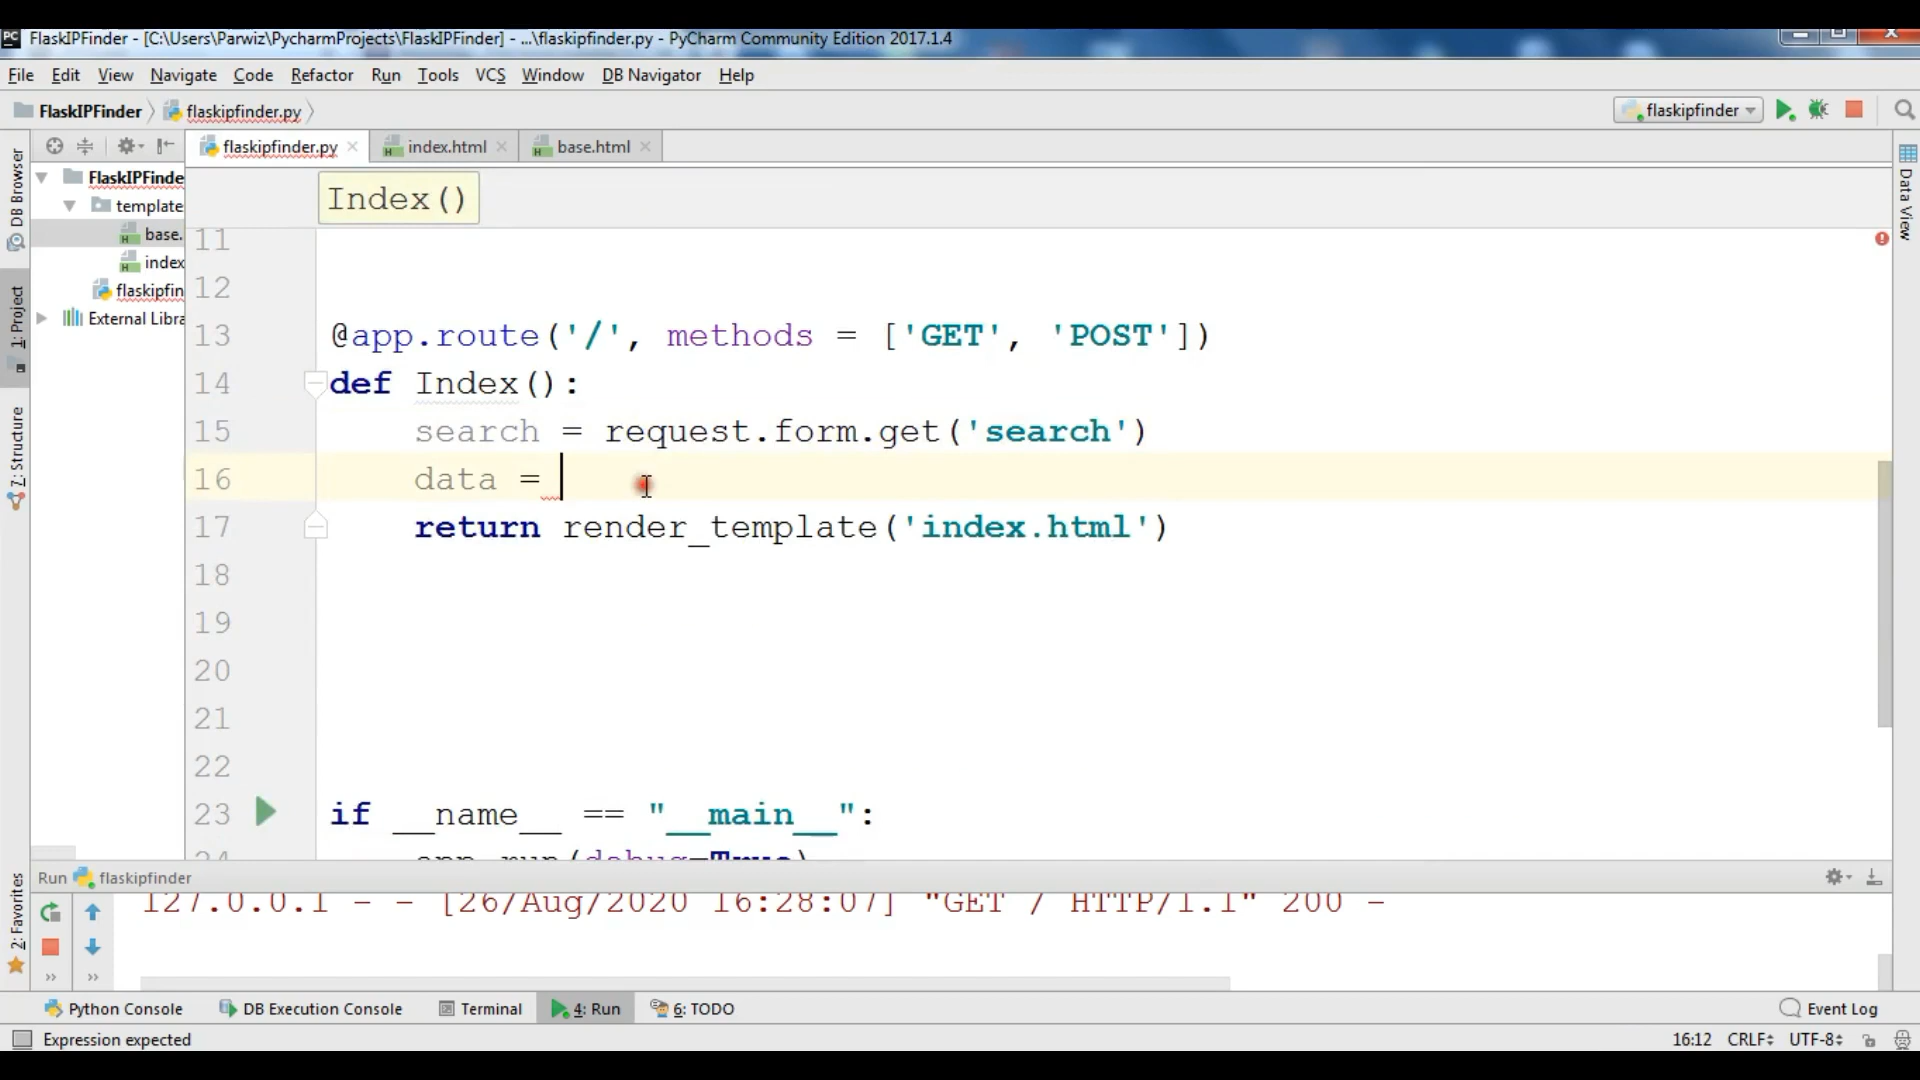 FlaskIPFinder - [C:\Users\Parwiz\PycharmProjects\FlaskIPFinder] - ...\flaskipfinder.py - PyCharm Community Edition 2017.1.4
File Edit View Navigate Code Refactor Run Tools VCS Window DB Navigator Help
FlaskIPFinder flaskipfinder.py flaskipfinder
flaskipfinder.py index.html base.html
FlaskIPFinde
template
base.
index
flaskipfin
External Libra
DB Browser
1: Project
7: Structure
2: Favorites
Data View
Index()
11
12
13 @app.route('/', methods = ['GET', 'POST'])
14 def Index():
15 search = request.form.get('search')
16 data =
17 return render_template('index.html')
18
19
20
21
22
23 if __name__ == "__main__":
24 app.run(debug=True)
Run flaskipfinder
127.0.0.1 - - [26/Aug/2020 16:28:07] "GET / HTTP/1.1" 200 -
Python Console DB Execution Console Terminal 4: Run 6: TODO Event Log
Expression expected 16:12 CRLF UTF-8